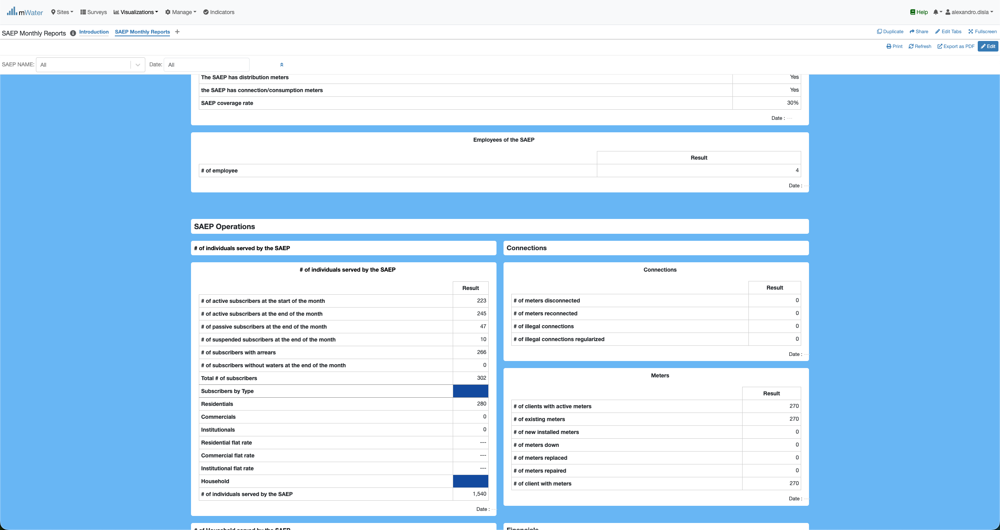 mWater Sites Surveys Visualizations Manage Indicators Help alexandro.disla
SAEP Monthly Reports Introduction SAEP Monthly Reports + Duplicate Share Edit Tabs Fullscreen
Print Refresh Export as PDF Edit
SAEP NAME: All Date: All
The SAEP has distribution meters Yes
the SAEP has connection/consumption meters Yes
SAEP coverage rate 30%
Date : ---
Employees of the SAEP
Result
# of employee 4
Date : ---
SAEP Operations
# of individuals served by the SAEP
# of individuals served by the SAEP
Result
# of active subscribers at the start of the month 223
# of active subscribers at the end of the month 245
# of passive subscribers at the end of the month 47
# of suspended subscribers at the end of the month 10
# of subscribers with arrears 266
# of subscribers without waters at the end of the month 0
Total # of subscribers 302
Subscribers by Type
Residentials 280
Commercials 0
Institutionals 0
Residential flat rate ---
Commercial flat rate ---
Institutional flat rate ---
Household
# of individuals served by the SAEP 1,540
Date : ---
# of Household served by the SAEP
Connections
Connections
Result
# of meters disconnected 0
# of meters reconnected 0
# of illegal connections 0
# of illegal connections regularized 0
Date : ---
Meters
Result
# of clients with active meters 270
# of existing meters 270
# of new installed meters 0
# of meters down 0
# of meters replaced 0
# of meters repaired 0
# of client with meters 270
Date : ---
Financials